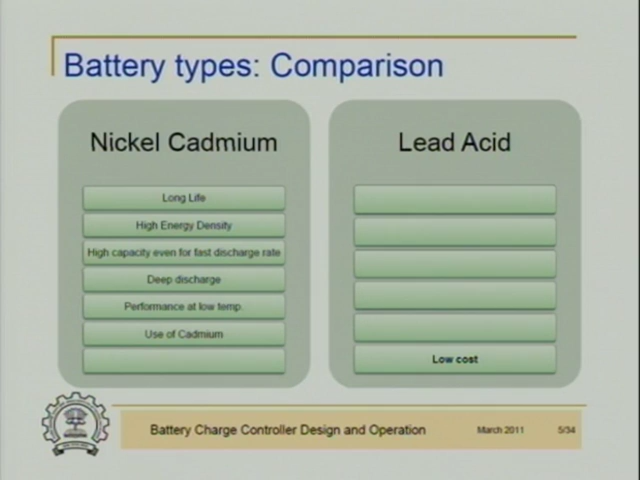 Battery types: Comparison
Nickel Cadmium
Long Life
High Energy Density
High capacity even for fast discharge rate
Deep discharge
Performance at low temp.
Use of Cadmium
Lead Acid
Low cost
Battery Charge Controller Design and Operation
March 2011
5/34